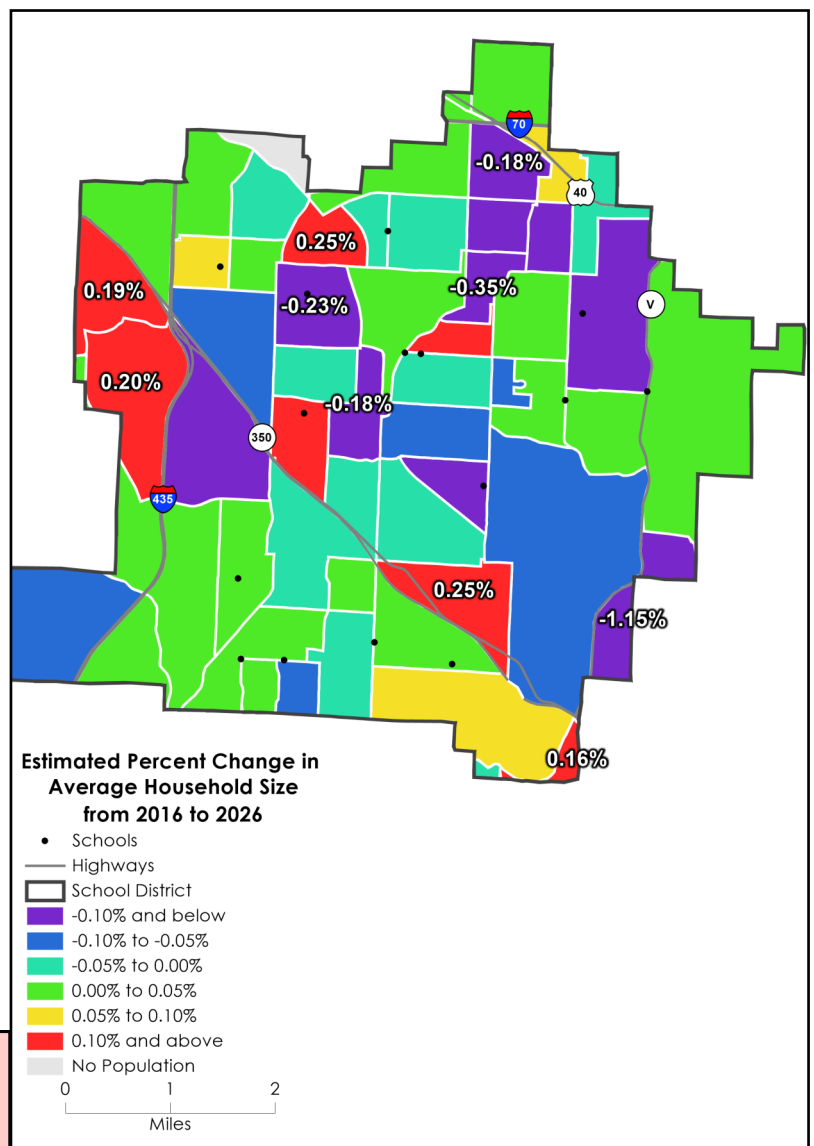 70
-0.18%
40
0.25%
0.19%
-0.23%
-0.35%
V
0.20%
-0.18%
350
435
0.25%
-1.15%
0.16%
Estimated Percent Change in
Average Household Size
from 2016 to 2026
Schools
Highways
School District
-0.10% and below
-0.10% to -0.05%
-0.05% to 0.00%
0.00% to 0.05%
0.05% to 0.10%
0.10% and above
No Population
0 1 2
Miles